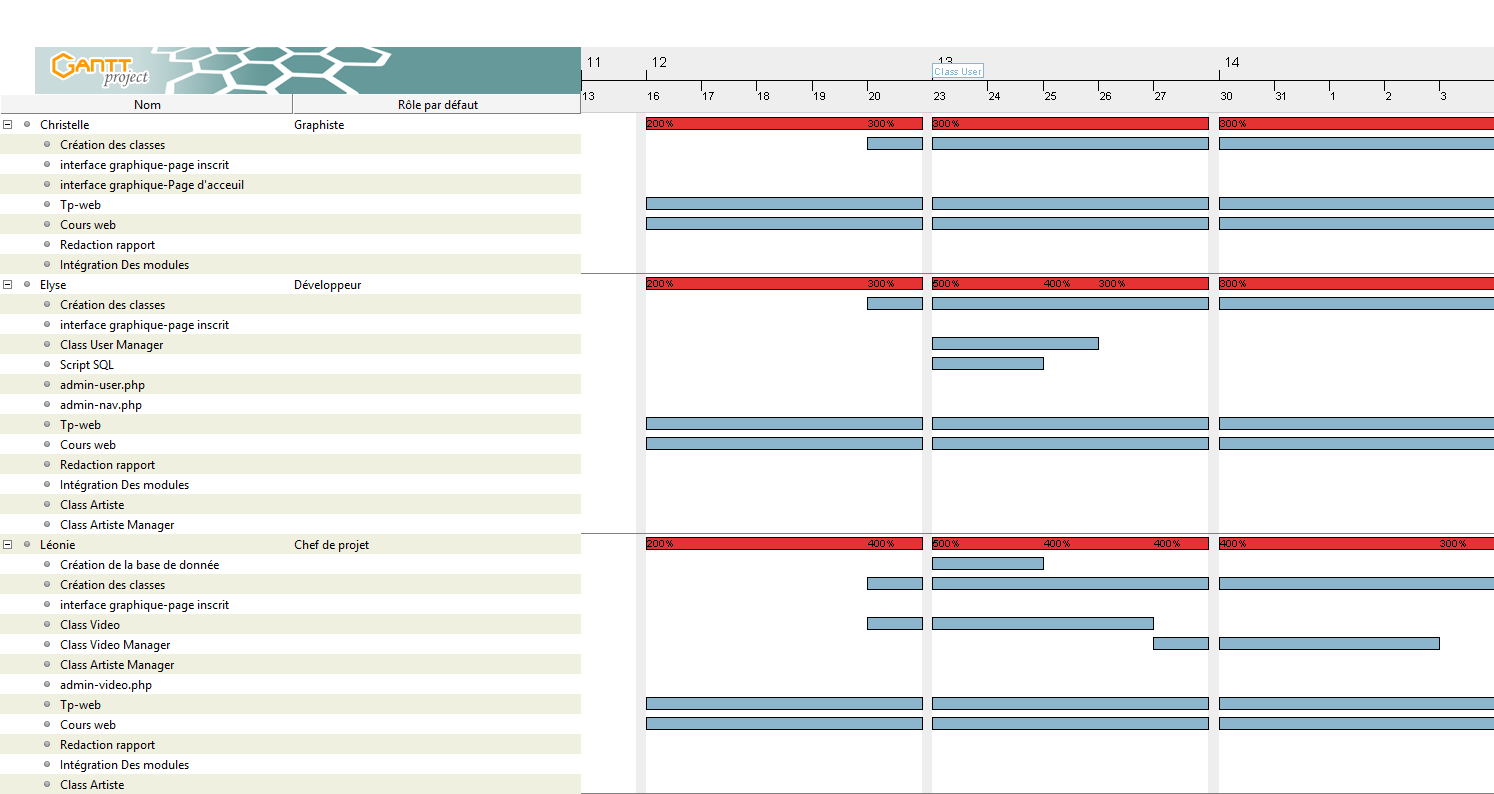 GANTT
project
11 12 13 14
Class User
13 16 17 18 19 20 23 24 25 26 27 30 31 1 2 3
Nom Rôle par défaut
Christelle Graphiste 200% 300% 300% 300%
Création des classes
interface graphique-page inscrit
interface graphique-Page d'acceuil
Tp-web
Cours web
Redaction rapport
Intégration Des modules
Elyse Développeur 200% 300% 500% 400% 300% 300%
Création des classes
interface graphique-page inscrit
Class User Manager
Script SQL
admin-user.php
admin-nav.php
Tp-web
Cours web
Redaction rapport
Intégration Des modules
Class Artiste
Class Artiste Manager
Léonie Chef de projet 200% 400% 500% 400% 400% 400% 300%
Création de la base de donnée
Création des classes
interface graphique-page inscrit
Class Video
Class Video Manager
Class Artiste Manager
admin-video.php
Tp-web
Cours web
Redaction rapport
Intégration Des modules
Class Artiste